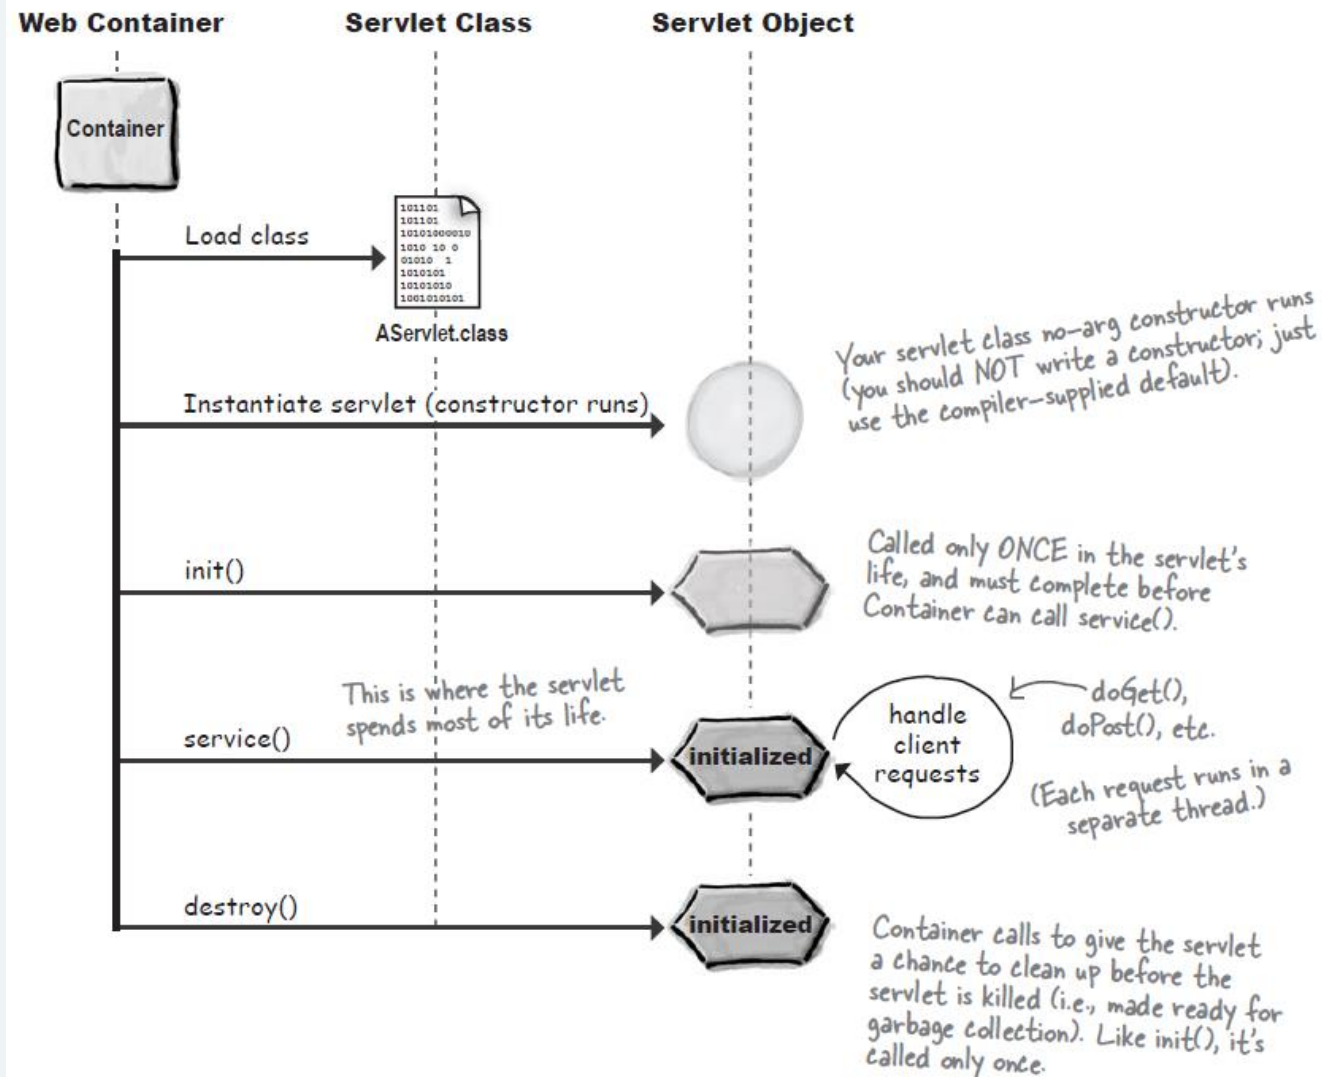 Web Container
Servlet Class
Servlet Object
Container
Load class
101101
101101
10101000010
1010 10 0
01010 1
1010101
10101010
1001010101
AServlet.class
Your servlet class no-arg constructor runs
(you should NOT write a constructor; just
use the compiler-supplied default).
Instantiate servlet (constructor runs)
init()
Called only ONCE in the servlet's
life, and must complete before
Container can call service().
This is where the servlet
spends most of its life.
service()
initialized
handle
client
requests
doGet(),
doPost(), etc.
(Each request runs in a
separate thread.)
destroy()
initialized
Container calls to give the servlet
a chance to clean up before the
servlet is killed (i.e., made ready for
garbage collection). Like init(), it's
called only once.